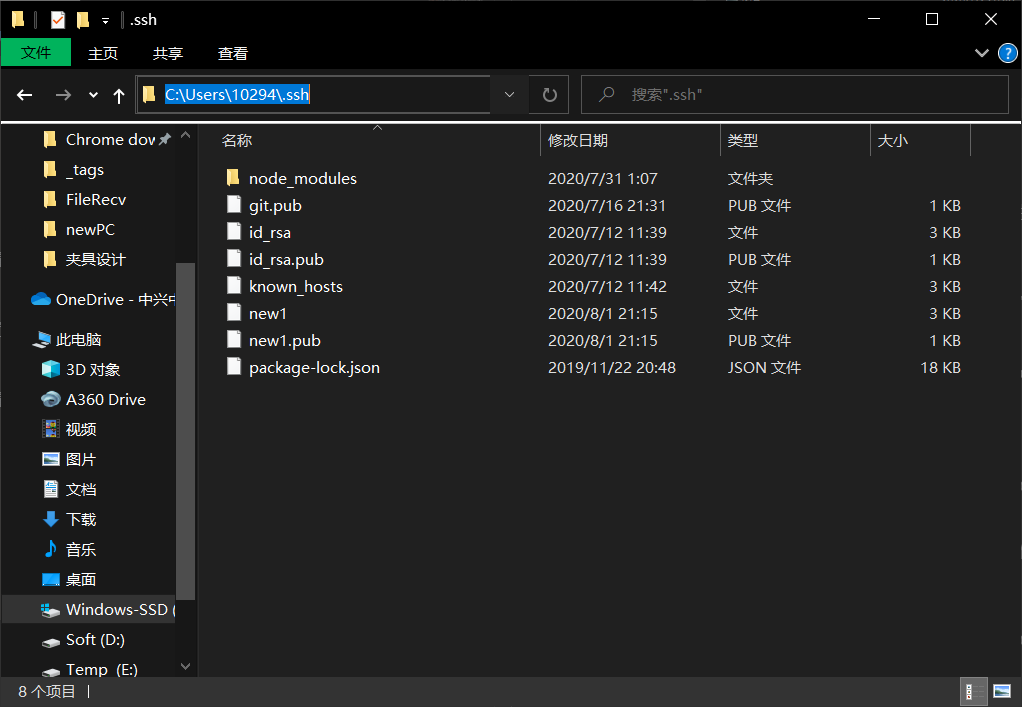 .ssh
文件 主页 共享 查看
C:\Users\10294\.ssh 搜索".ssh"
名称 修改日期 类型 大小
Chrome dov
_tags
FileRecv
newPC
夹具设计
OneDrive - 中兴中
此电脑
3D 对象
A360 Drive
视频
图片
文档
下载
音乐
桌面
Windows-SSD (
Soft (D:)
Temp (E:)
node_modules 2020/7/31 1:07 文件夹
git.pub 2020/7/16 21:31 PUB 文件 1 KB
id_rsa 2020/7/12 11:39 文件 3 KB
id_rsa.pub 2020/7/12 11:39 PUB 文件 1 KB
known_hosts 2020/7/12 11:42 文件 3 KB
new1 2020/8/1 21:15 文件 3 KB
new1.pub 2020/8/1 21:15 PUB 文件 1 KB
package-lock.json 2019/11/22 20:48 JSON 文件 18 KB
8 个项目